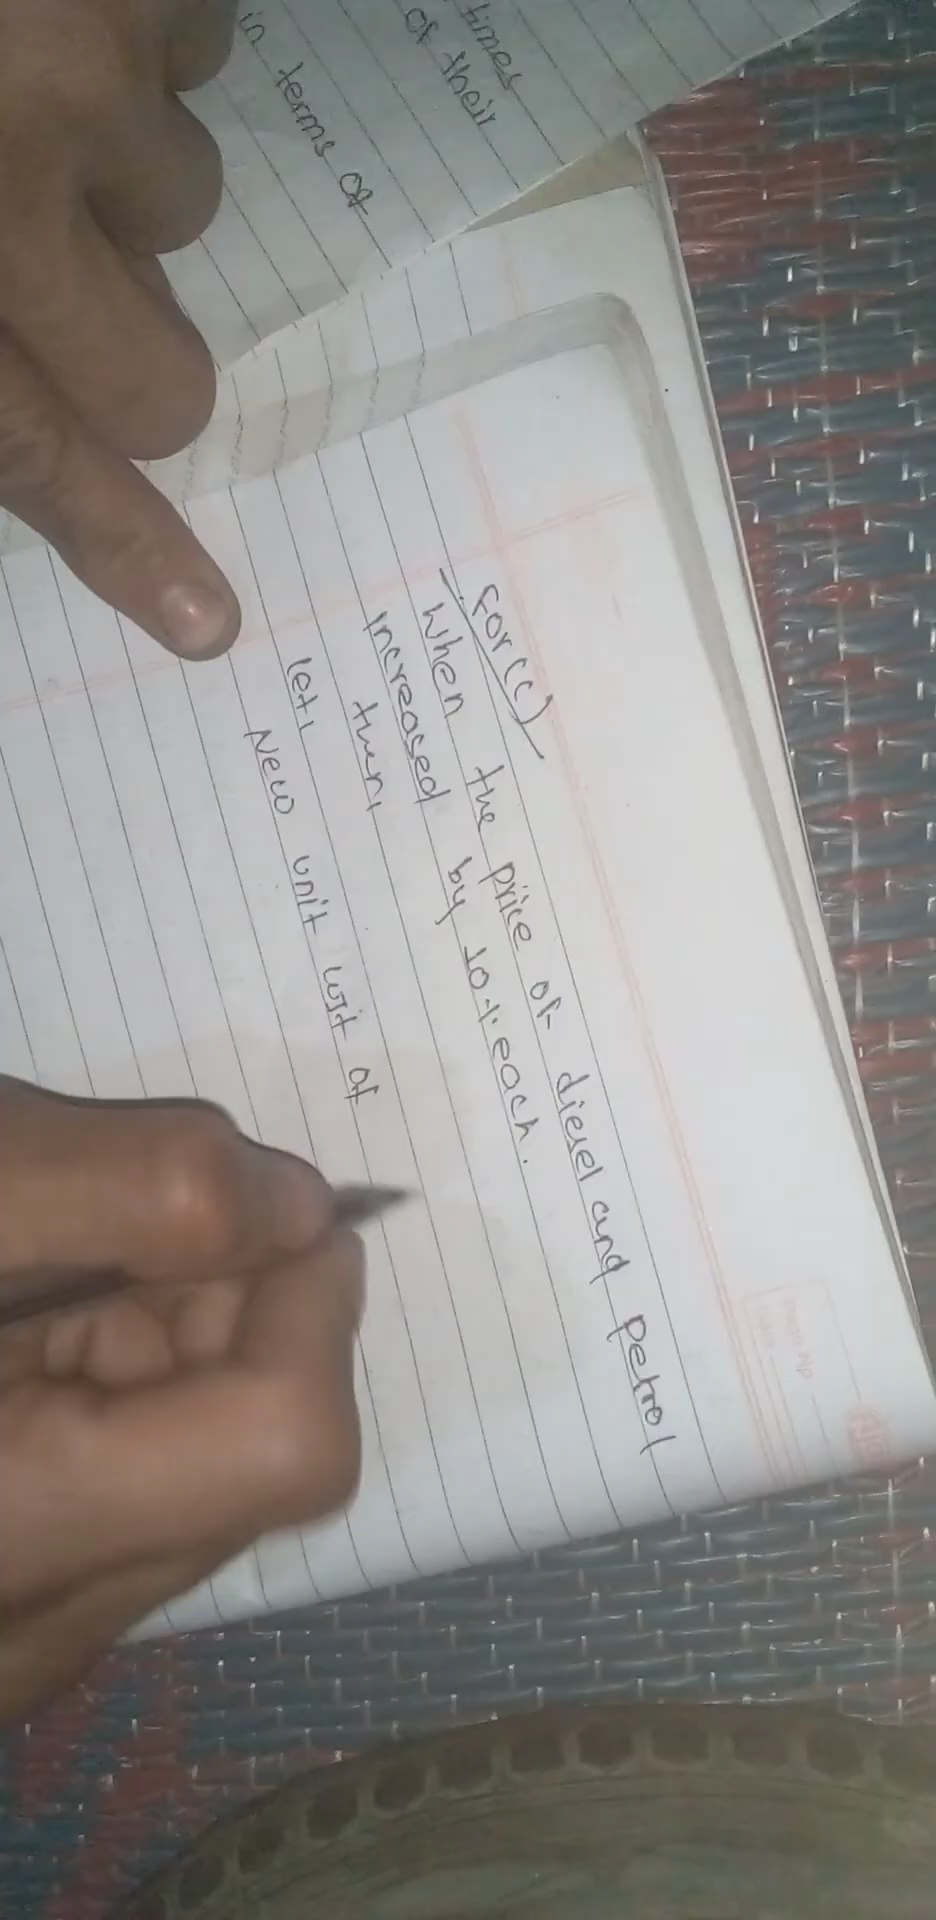 times
of their
in terms of
for(c)
When the price of diesel and petrol
increased by 10% each.
then,
let,
New unit wit of